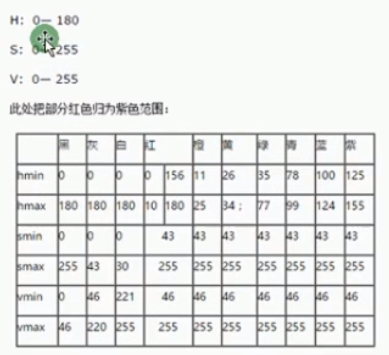 H: 0— 180
S: 0— 255
V: 0— 255
此处把部分红色归为紫色范围:
黑 灰 白 红 橙 黄 绿 青 蓝 紫
hmin 0 0 0 0 156 11 26 35 78 100 125
hmax 180 180 180 10 180 25 34 ; 77 99 124 155
smin 0 0 0 43 43 43 43 43 43 43
smax 255 43 30 255 255 255 255 255 255 255
vmin 0 46 221 46 46 46 46 46 46 46
vmax 46 220 255 255 255 255 255 255 255 255